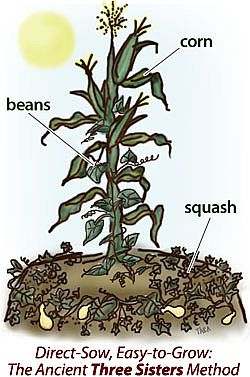 corn
beans
squash
TARA
Direct-Sow, Easy-to-Grow:
The Ancient Three Sisters Method